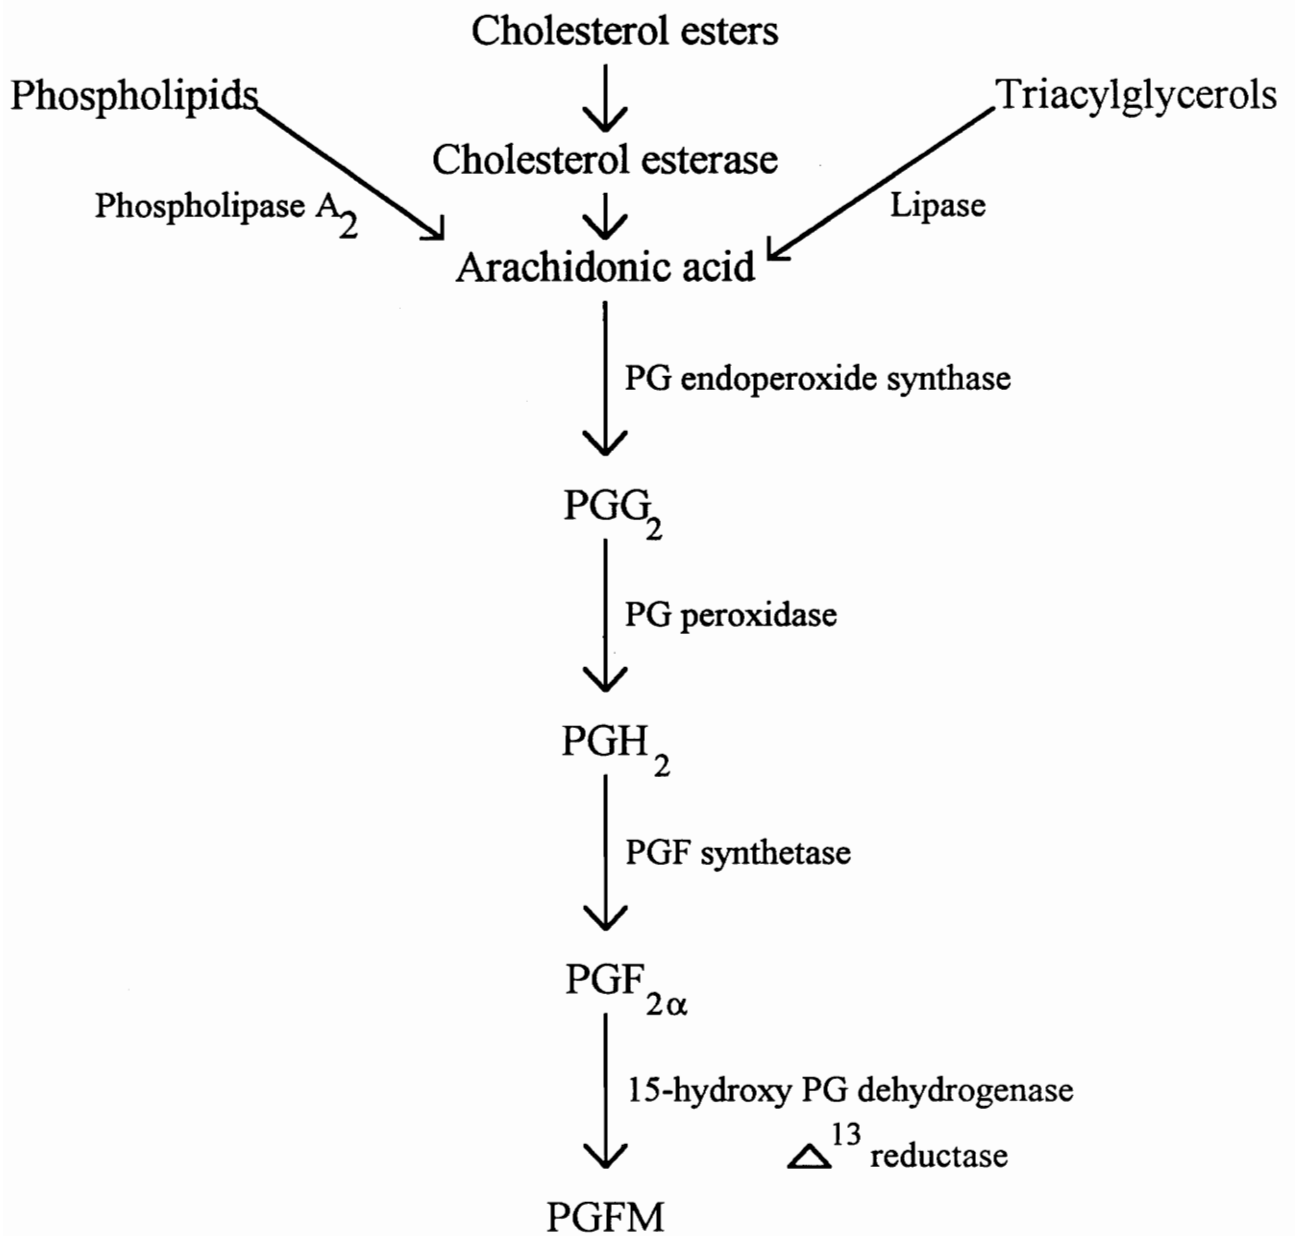 Cholesterol esters
Phospholipids
Triacylglycerols
Cholesterol esterase
Phospholipase A2
Lipase
Arachidonic acid
PG endoperoxide synthase
PGG2
PG peroxidase
PGH2
PGF synthetase
PGF2α
15-hydroxy PG dehydrogenase
△13 reductase
PGFM